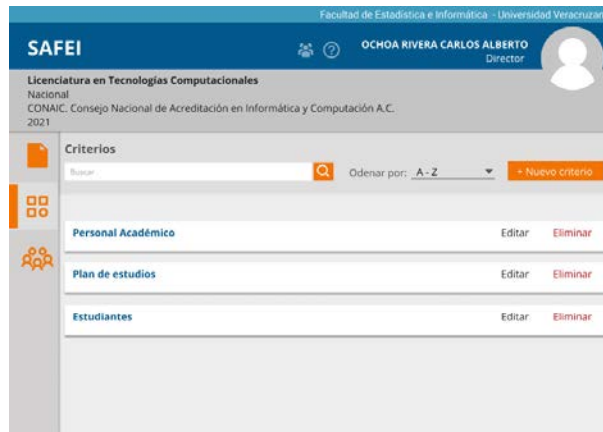 Facultad de Estadística e Informática - Universidad Veracruzan
SAFEI
OCHOA RIVERA CARLOS ALBERTO
Director
Licenciatura en Tecnologías Computacionales
Nacional
CONAIC. Consejo Nacional de Acreditación en Informática y Computación A.C.
2021
Criterios
Buscar
Odenar por: A - Z
+ Nuevo criterio
Personal Académico Editar Eliminar
Plan de estudios Editar Eliminar
Estudiantes Editar Eliminar